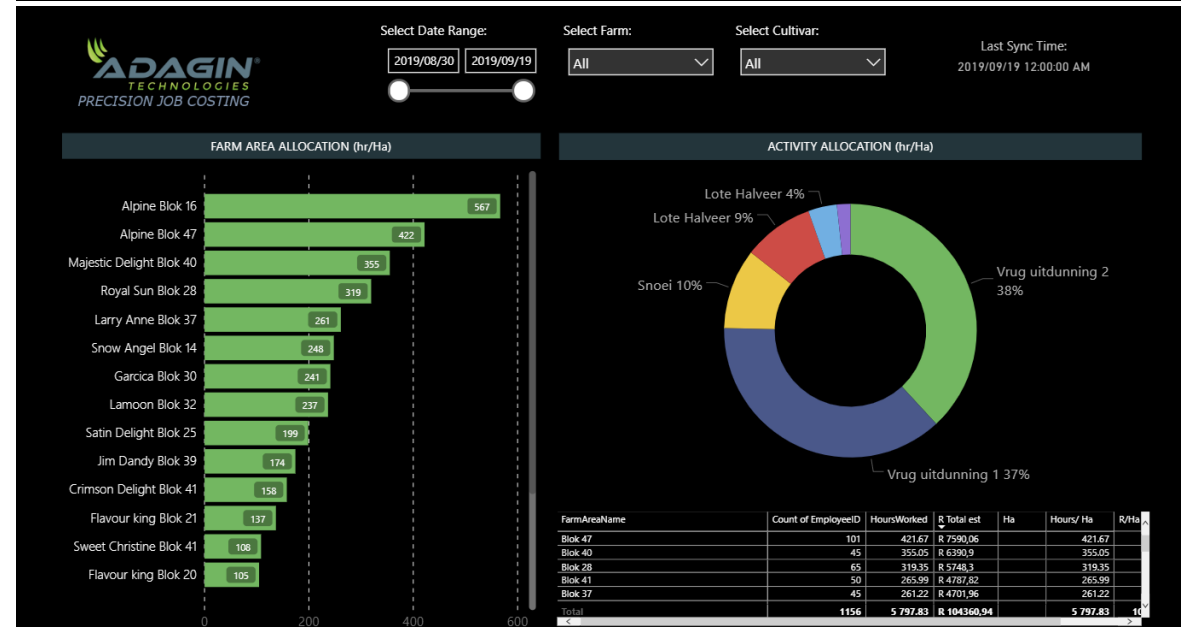 ADAGIN
TECHNOLOGIES
PRECISION JOB COSTING
Select Date Range:
2019/08/30 2019/09/19
Select Farm:
All
Select Cultivar:
All
Last Sync Time:
2019/09/19 12:00:00 AM
FARM AREA ALLOCATION (hr/Ha)
Alpine Blok 16 567
Alpine Blok 47 422
Majestic Delight Blok 40 355
Royal Sun Blok 28 319
Larry Anne Blok 37 261
Snow Angel Blok 14 248
Garcica Blok 30 241
Lamoon Blok 32 237
Satin Delight Blok 25 199
Jim Dandy Blok 39 174
Crimson Delight Blok 41 158
Flavour king Blok 21 137
Sweet Christine Blok 41 108
Flavour king Blok 20 105
0 200 400 600
ACTIVITY ALLOCATION (hr/Ha)
Lote Halveer 4%
Lote Halveer 9%
Snoei 10%
Vrug uitdunning 2
38%
Vrug uitdunning 1 37%
FarmAreaName Count of EmployeeID HoursWorked R Total est Ha Hours/ Ha R/Ha
Blok 47 101 421.67 R 7590,06 421.67
Blok 40 45 355.05 R 6390,9 355.05
Blok 28 65 319.35 R 5748,3 319.35
Blok 41 50 265.99 R 4787,82 265.99
Blok 37 45 261.22 R 4701,96 261.22
Total 1156 5 797.83 R 104360,94 5 797.83 10